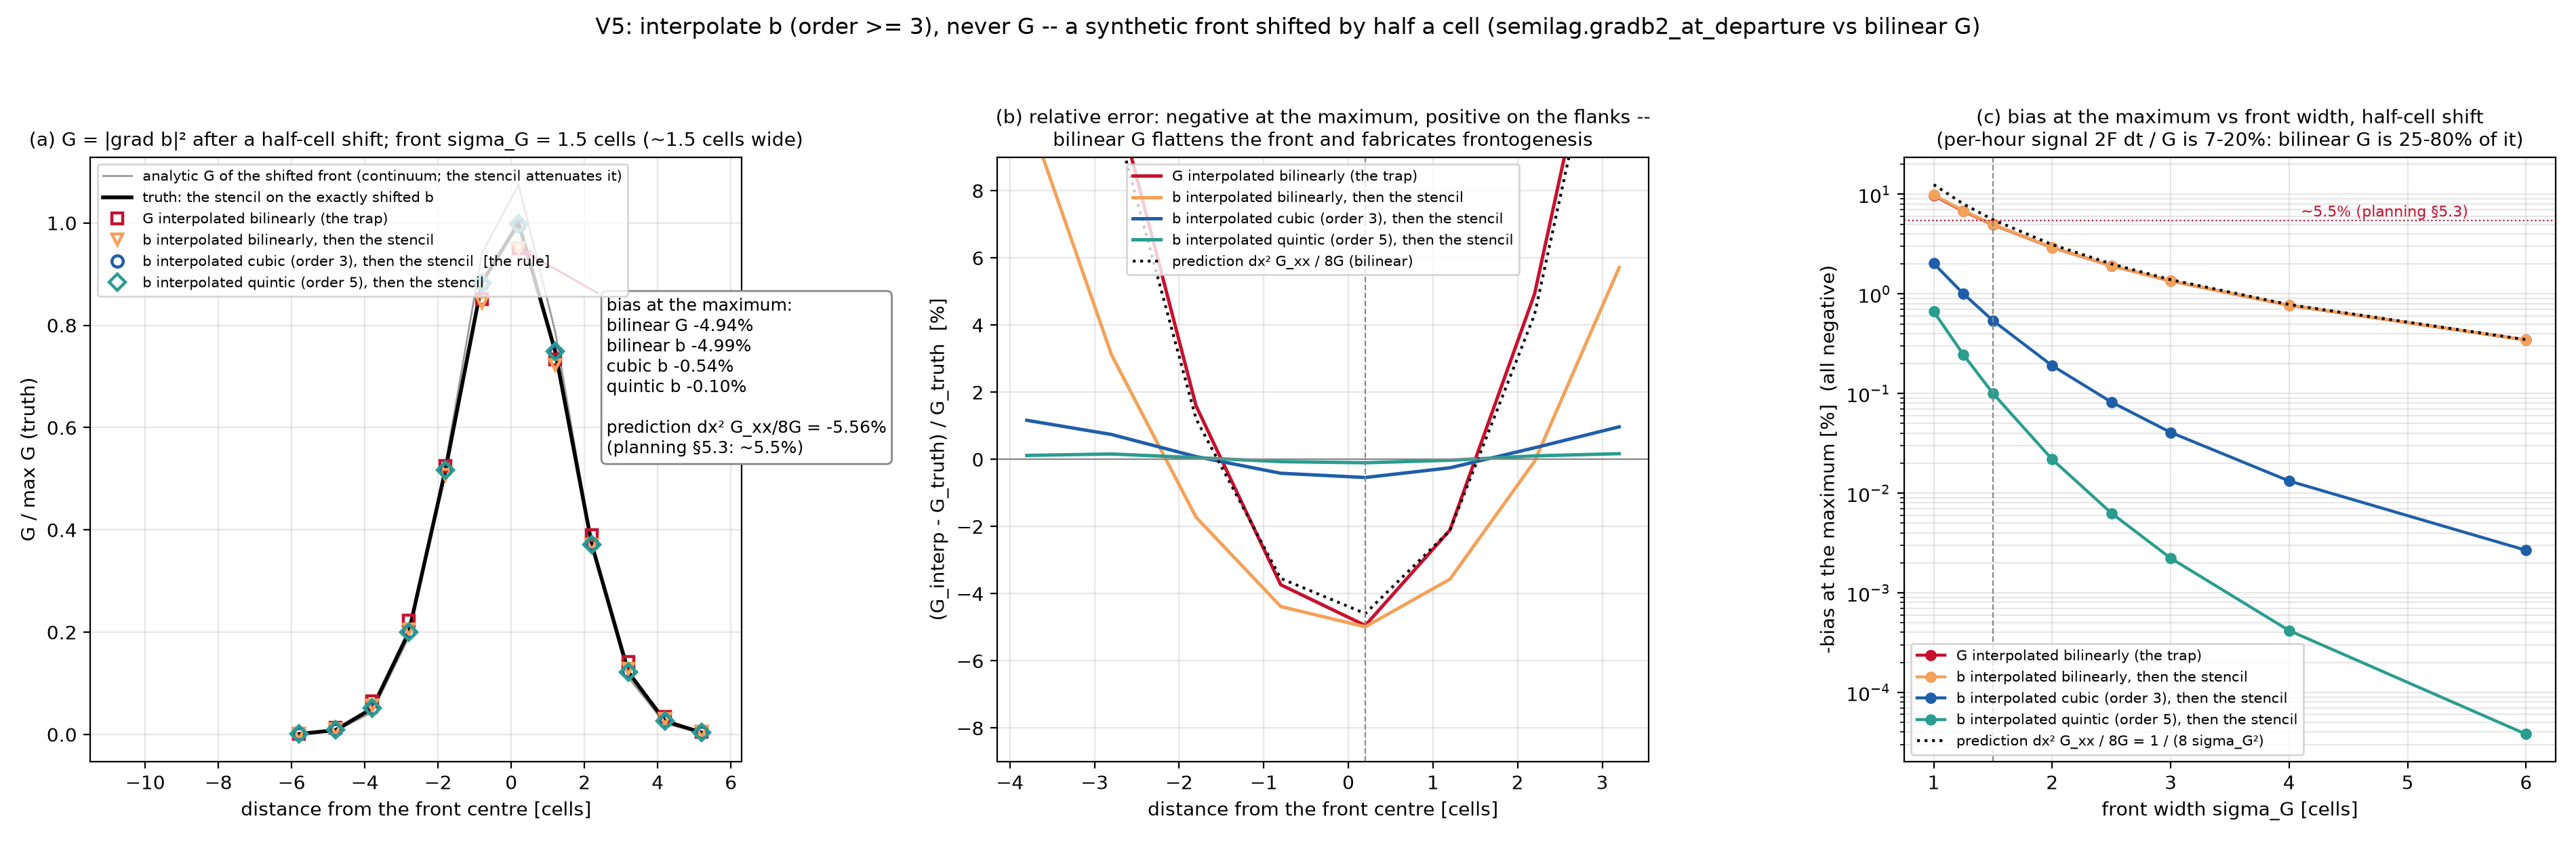 V5: interpolate b (order >= 3), never G -- a synthetic front shifted by half a cell (semilag.gradb2_at_departure vs bilinear G)
(a) G = |grad b|² after a half-cell shift; front sigma_G = 1.5 cells (~1.5 cells wide)
analytic G of the shifted front (continuum; the stencil attenuates it)
truth: the stencil on the exactly shifted b
G interpolated bilinearly (the trap)
b interpolated bilinearly, then the stencil
b interpolated cubic (order 3), then the stencil [the rule]
b interpolated quintic (order 5), then the stencil
bias at the maximum:
bilinear G -4.94%
bilinear b -4.99%
cubic b -0.54%
quintic b -0.10%
prediction dx² G_xx/8G = -5.56%
(planning §5.3: ~5.5%)
G / max G (truth)
1.0
0.8
0.6
0.4
0.2
0.0
−10
−8
−6
−4
−2
0
2
4
6
distance from the front centre [cells]
(b) relative error: negative at the maximum, positive on the flanks --
bilinear G flattens the front and fabricates frontogenesis
G interpolated bilinearly (the trap)
b interpolated bilinearly, then the stencil
b interpolated cubic (order 3), then the stencil
b interpolated quintic (order 5), then the stencil
prediction dx² G_xx / 8G (bilinear)
(G_interp - G_truth) / G_truth [%]
8
6
4
2
0
−2
−4
−6
−8
−4
−3
−2
−1
0
1
2
3
distance from the front centre [cells]
(c) bias at the maximum vs front width, half-cell shift
(per-hour signal 2F dt / G is 7-20%: bilinear G is 25-80% of it)
~5.5% (planning §5.3)
-bias at the maximum [%] (all negative)
10¹
10⁰
10⁻¹
10⁻²
10⁻³
10⁻⁴
G interpolated bilinearly (the trap)
b interpolated bilinearly, then the stencil
b interpolated cubic (order 3), then the stencil
b interpolated quintic (order 5), then the stencil
prediction dx² G_xx / 8G = 1 / (8 sigma_G²)
1
2
3
4
5
6
front width sigma_G [cells]